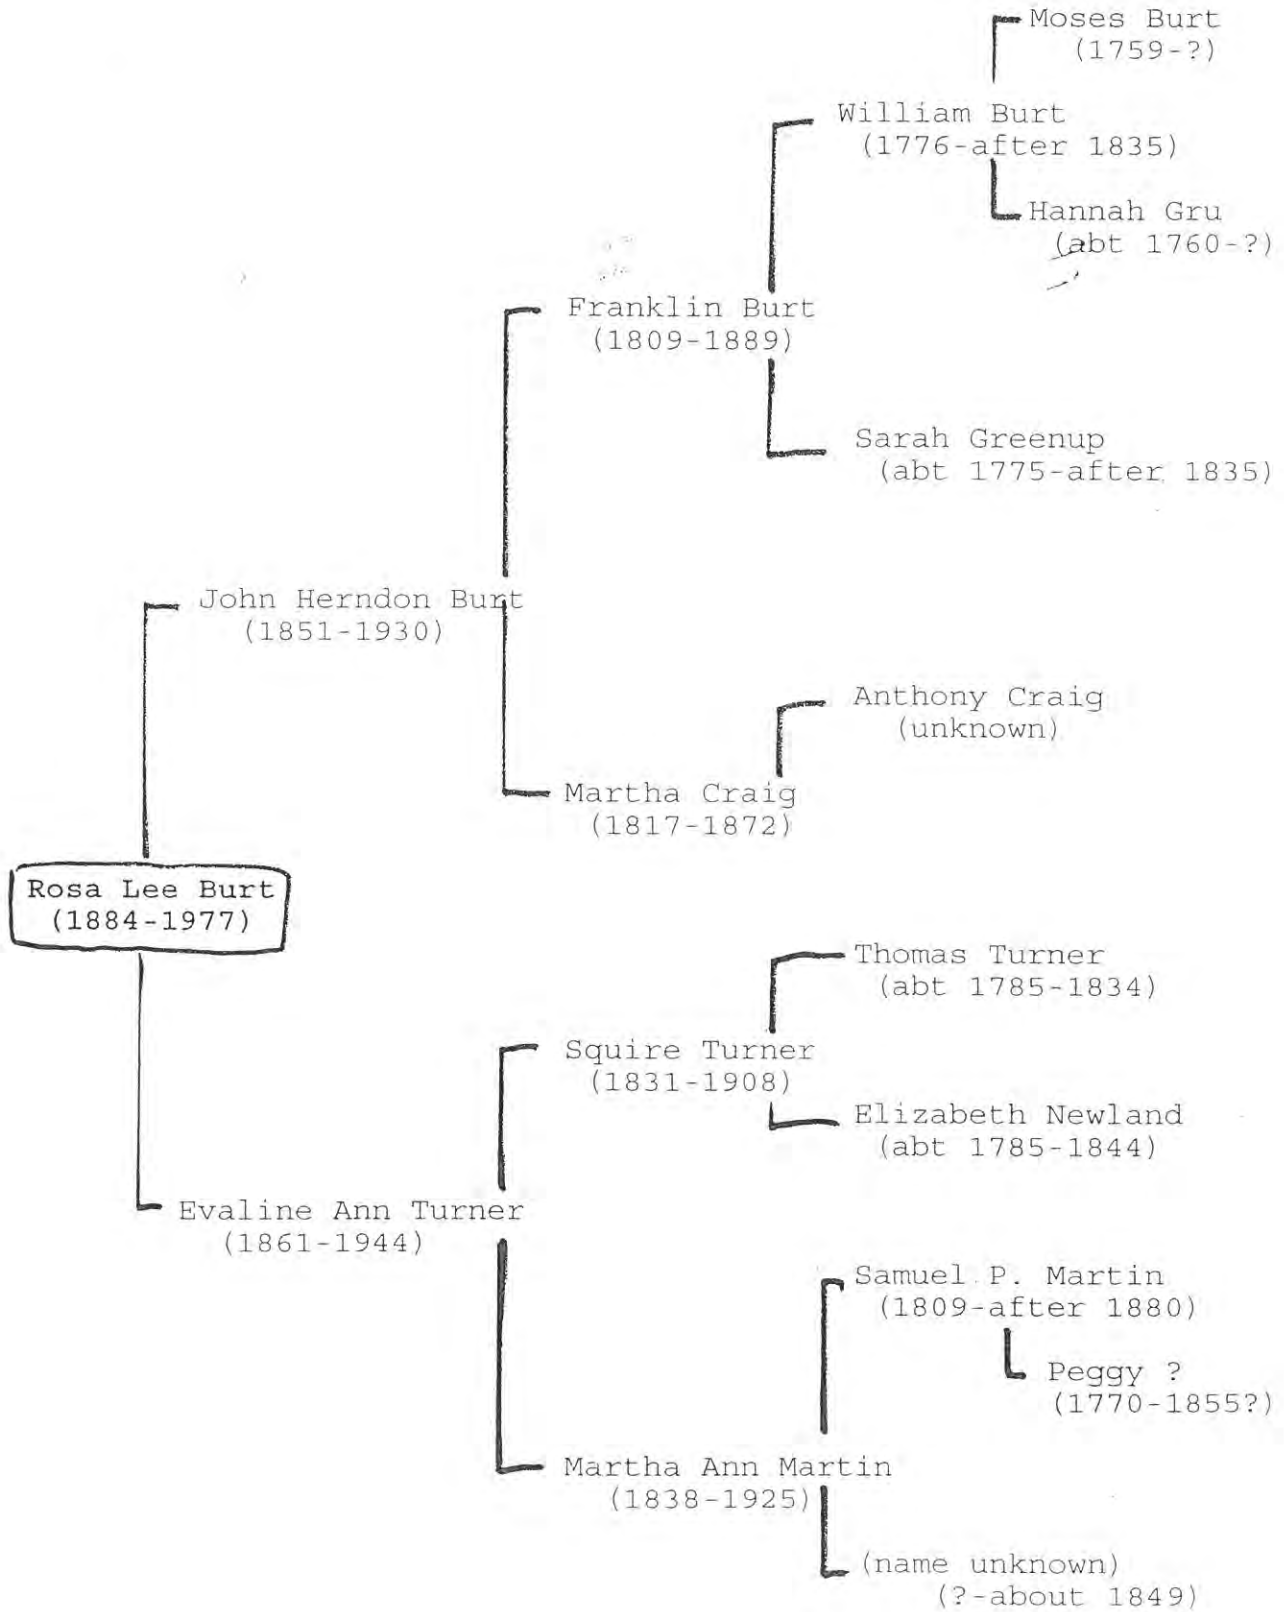 Moses Burt
(1759-?)
William Burt
(1776-after 1835)
Hannah Gru
(abt 1760-?)
Franklin Burt
(1809-1889)
Sarah Greenup
(abt 1775-after 1835)
John Herndon Burt
(1851-1930)
Anthony Craig
(unknown)
Martha Craig
(1817-1872)
Rosa Lee Burt
(1884-1977)
Thomas Turner
(abt 1785-1834)
Squire Turner
(1831-1908)
Elizabeth Newland
(abt 1785-1844)
Evaline Ann Turner
(1861-1944)
Samuel P. Martin
(1809-after 1880)
Peggy ?
(1770-1855?)
Martha Ann Martin
(1838-1925)
(name unknown)
(?-about 1849)